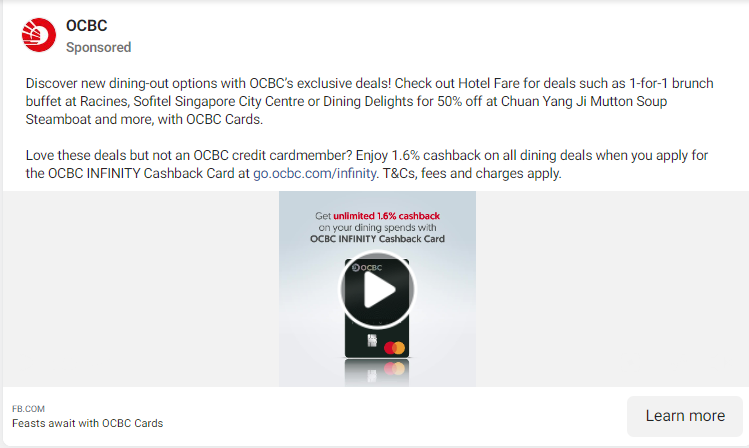 OCBC
Sponsored
Discover new dining-out options with OCBC's exclusive deals! Check out Hotel Fare for deals such as 1-for-1 brunch
buffet at Racines, Sofitel Singapore City Centre or Dining Delights for 50% off at Chuan Yang Ji Mutton Soup
Steamboat and more, with OCBC Cards.
Love these deals but not an OCBC credit cardmember? Enjoy 1.6% cashback on all dining deals when you apply for
the OCBC INFINITY Cashback Card at go.ocbc.com/infinity. T&Cs, fees and charges apply.
Get unlimited 1.6% cashback
on your dining spends with
OCBC INFINITY Cashback Card
OCBC
FB.COM
Feasts await with OCBC Cards
Learn more